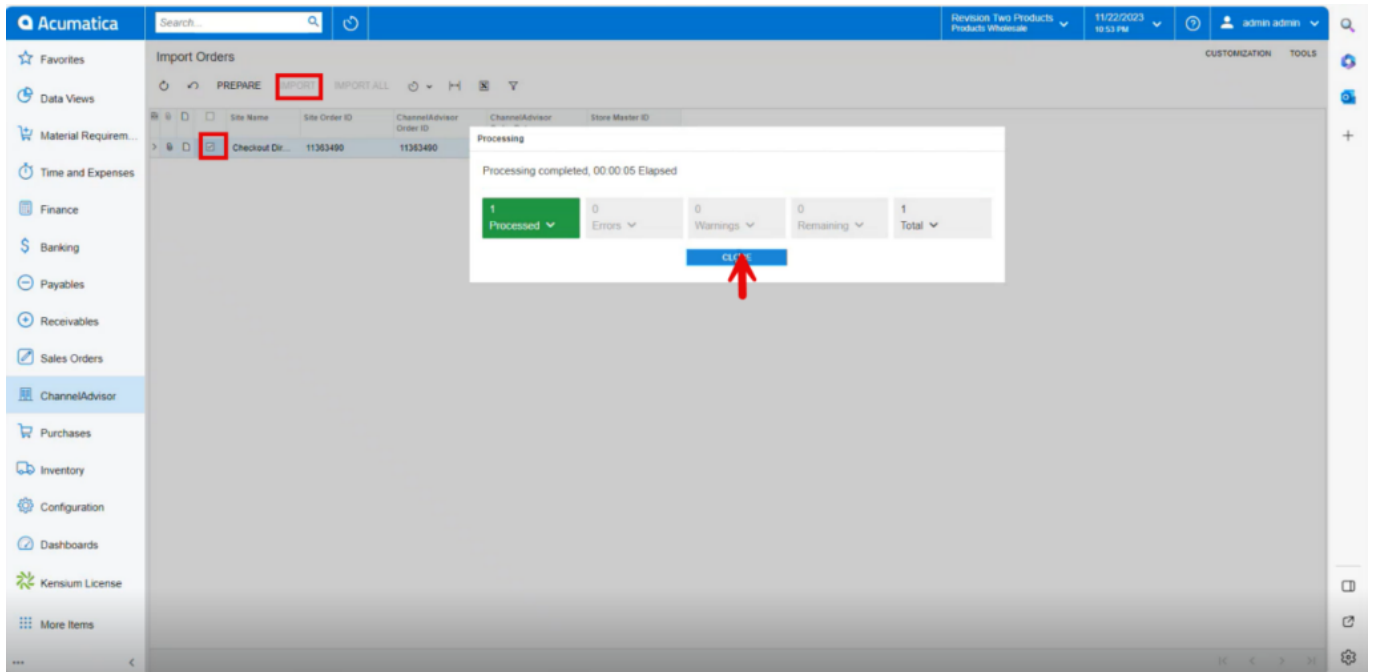 Acumatica
Search...
Revision Two Products
Products Wholesale
11/22/2023
10:53 PM
admin admin
Favorites
Data Views
Material Requirem...
Time and Expenses
Finance
Banking
Payables
Receivables
Sales Orders
ChannelAdvisor
Purchases
Inventory
Configuration
Dashboards
Kensium License
More Items
Import Orders
CUSTOMIZATION TOOLS
PREPARE IMPORT IMPORT ALL
Site Name Site Order ID ChannelAdvisor Order ID ChannelAdvisor Store Master ID
Checkout Dir... 11363490 11363490
Processing
Processing completed, 00:00:05 Elapsed
1 0 0 0 1
Processed Errors Warnings Remaining Total
CLOSE